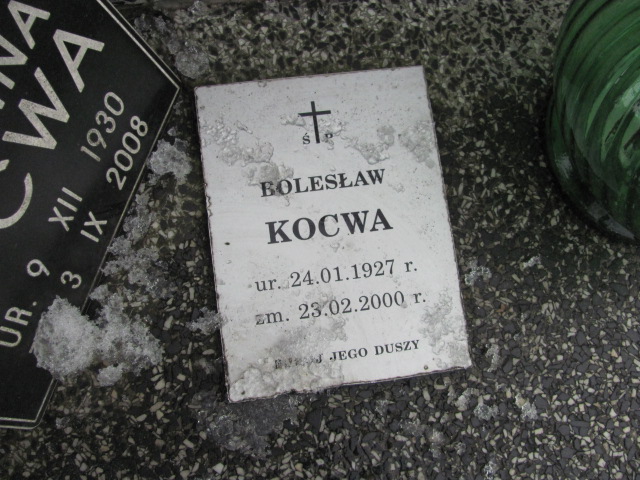 NA
CWA
UR. 9 XII 1930
3 IX 2008
Ś P
BOLESŁAW
KOCWA
ur. 24.01.1927 r.
zm. 23.02.2000 r.
JEGO DUSZY